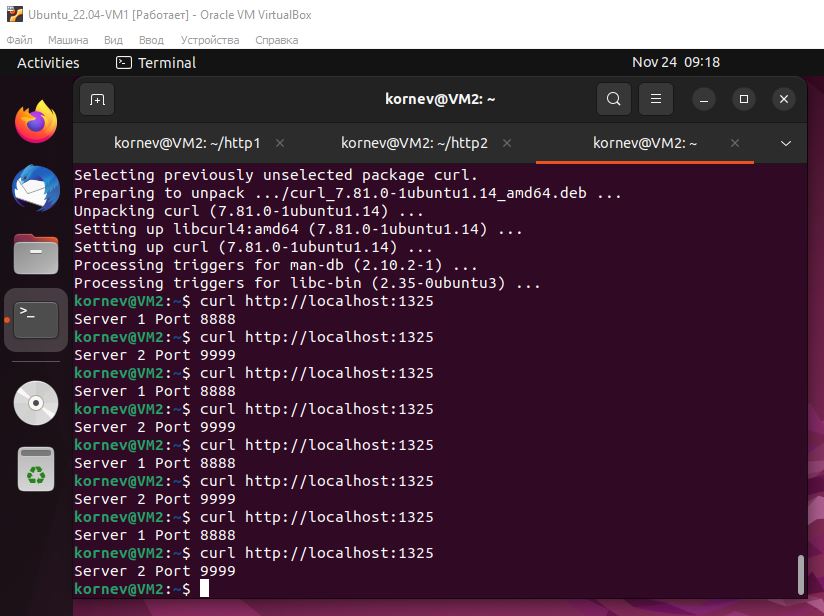 Ubuntu_22.04-VM1 [Работает] - Oracle VM VirtualBox
Файл Машина Вид Ввод Устройства Справка
Activities Terminal Nov 24 09:18
kornev@VM2: ~
kornev@VM2: ~/http1 kornev@VM2: ~/http2 kornev@VM2: ~
Selecting previously unselected package curl.
Preparing to unpack .../curl_7.81.0-1ubuntu1.14_amd64.deb ...
Unpacking curl (7.81.0-1ubuntu1.14) ...
Setting up libcurl4:amd64 (7.81.0-1ubuntu1.14) ...
Setting up curl (7.81.0-1ubuntu1.14) ...
Processing triggers for man-db (2.10.2-1) ...
Processing triggers for libc-bin (2.35-0ubuntu3) ...
kornev@VM2:~$ curl http://localhost:1325
Server 1 Port 8888
kornev@VM2:~$ curl http://localhost:1325
Server 2 Port 9999
kornev@VM2:~$ curl http://localhost:1325
Server 1 Port 8888
kornev@VM2:~$ curl http://localhost:1325
Server 2 Port 9999
kornev@VM2:~$ curl http://localhost:1325
Server 1 Port 8888
kornev@VM2:~$ curl http://localhost:1325
Server 2 Port 9999
kornev@VM2:~$ curl http://localhost:1325
Server 1 Port 8888
kornev@VM2:~$ curl http://localhost:1325
Server 2 Port 9999
kornev@VM2:~$